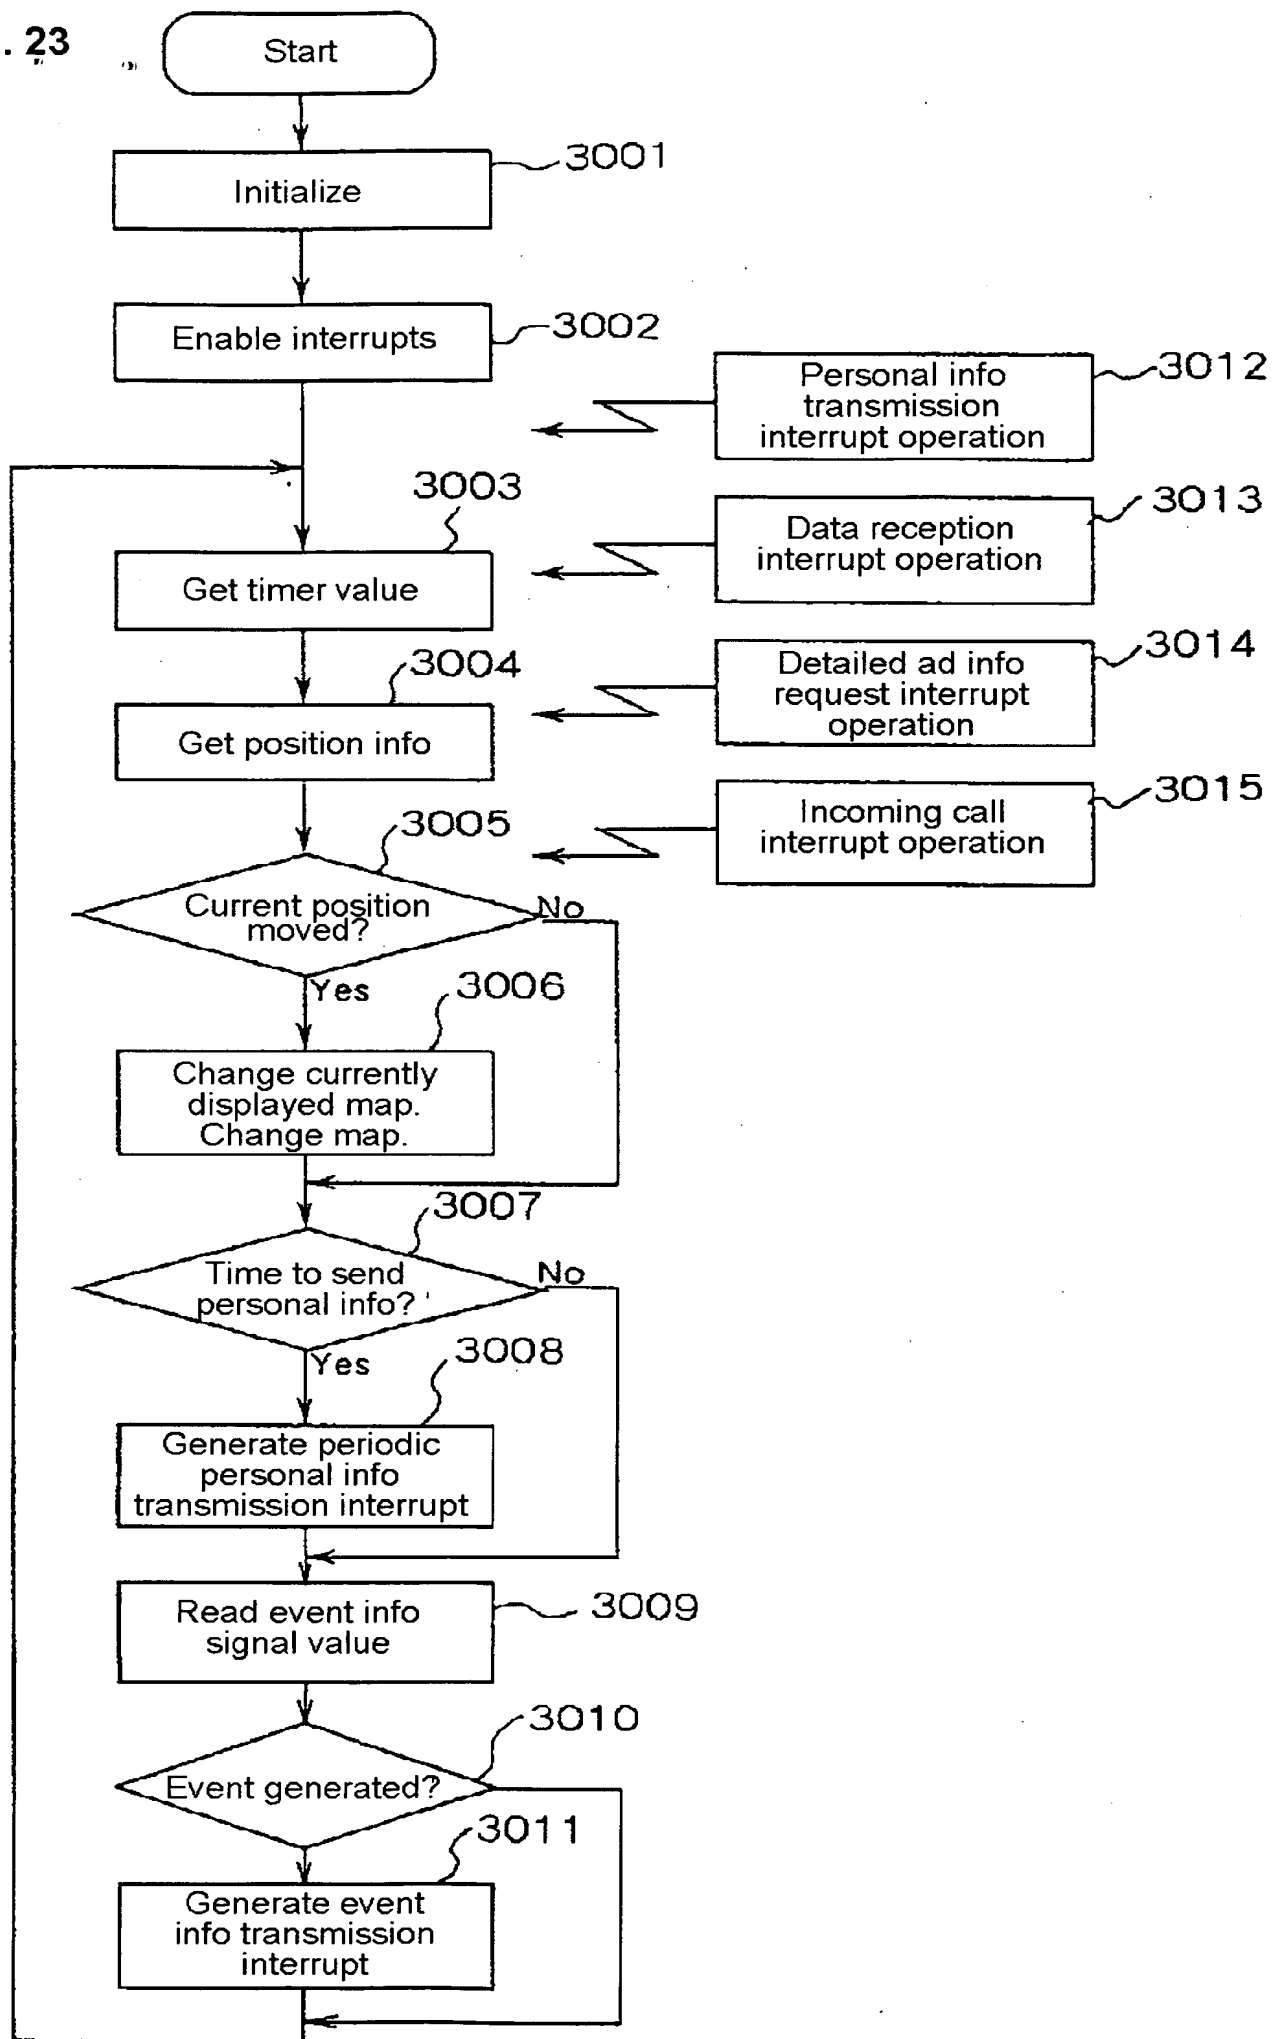 . 23
Start
3001
Initialize
3002
Enable interrupts
3012
Personal info
transmission
interrupt operation
3003
Get timer value
3013
Data reception
interrupt operation
3004
Get position info
3014
Detailed ad info
request interrupt
operation
3005
Current position
moved?
No
Yes
3015
Incoming call
interrupt operation
3006
Change currently
displayed map.
Change map.
3007
Time to send
personal info?
No
Yes
3008
Generate periodic
personal info
transmission interrupt
3009
Read event info
signal value
3010
Event generated?
3011
Generate event
info transmission
interrupt